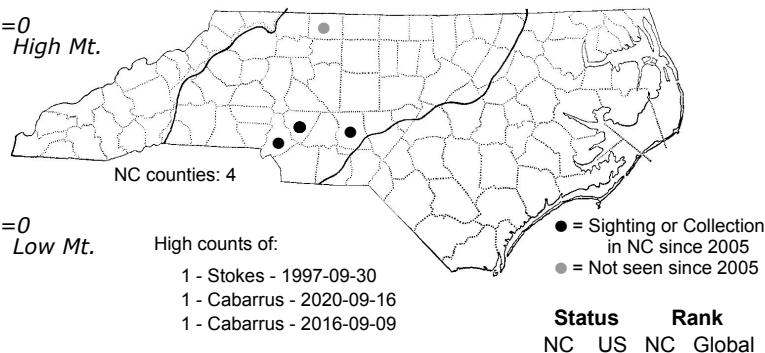 =0
High Mt.
NC counties: 4
=0
Low Mt.
High counts of:
1 - Stokes - 1997-09-30
1 - Cabarrus - 2020-09-16
1 - Cabarrus - 2016-09-09
= Sighting or Collection
in NC since 2005
= Not seen since 2005
Status Rank
NC US NC Global